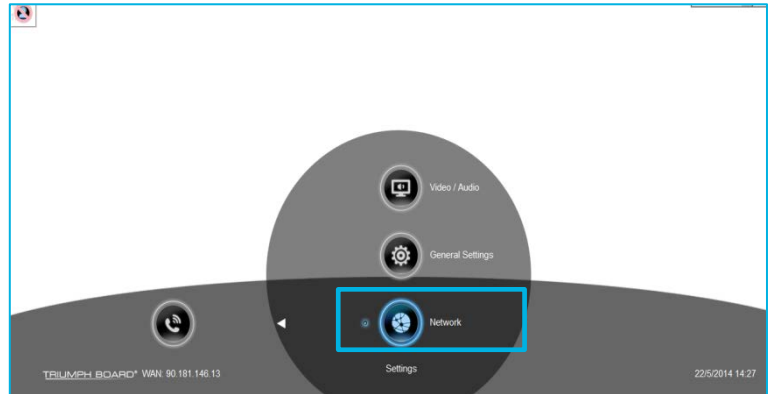 Video / Audio
General Settings
Network
Settings
TRIUMPH BOARD® WAN: 90.181.146.13
22/5/2014 14:27